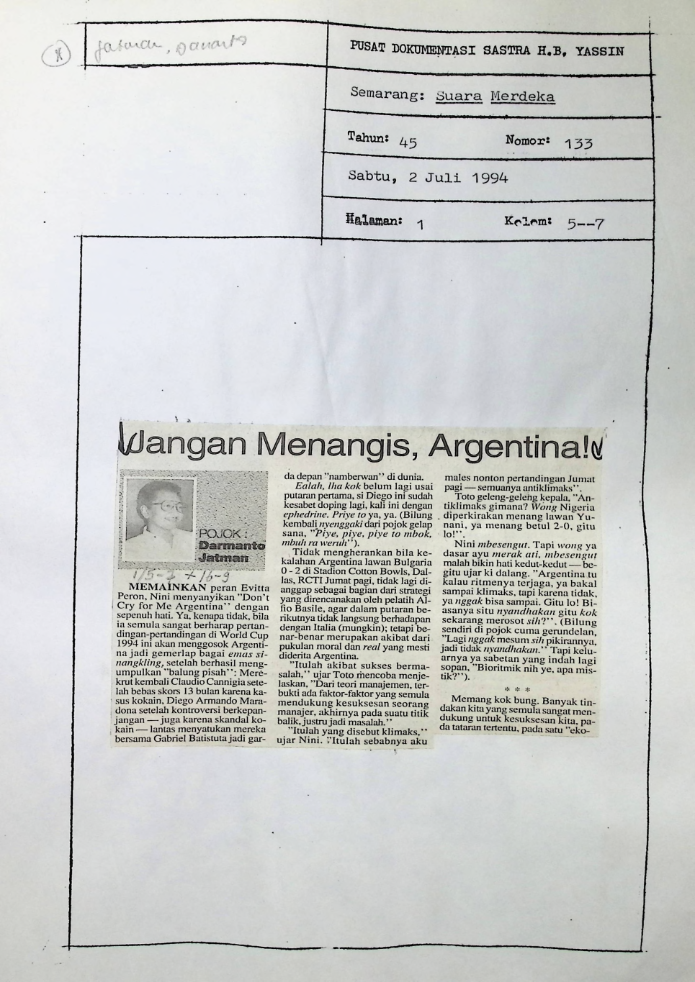 Jatman, Darmanto
PUSAT DOKUMENTASI SASTRA H.B. YASSIN
Semarang: Suara Merdeka
Tahun: 45 Nomor: 133
Sabtu, 2 Juli 1994
Halaman: 1 Kolom: 5--7
Jangan Menangis, Argentina!
POJOK :
Darmanto
Jatman
MEMAINKAN peran Evitta
Peron, Nini menyanyikan "Don't
Cry for Me Argentina" dengan
sepenuh hati. Ya, kenapa tidak, bila
ia semula sangat berharap pertan-
dingan-pertandingan di World Cup
1994 ini akan menggosok Argenti-
na jadi gemerlap bagai emas si-
nangkling, setelah berhasil meng-
umpulkan "balung pisah": Mere-
krut kembali Claudio Cannigia sete-
lah bebas skors 13 bulan karena ka-
sus kokain, Diego Armando Mara-
dona setelah kontroversi berkepan-
jangan — juga karena skandal ko-
kain — lantas menyatukan mereka
bersama Gabriel Batistuta jadi gar-
da depan "namberwan" di dunia.
Ealah, lha kok belum lagi usai
putaran pertama, si Diego ini sudah
kesabet doping lagi, kali ini dengan
ephedrine. Priye to ya, ya. (Bilung
kembali nyenggaki dari pojok gelap
sana, "Piye, piye, piye to mbok,
mbuh ra weruh").
Tidak mengherankan bila ke-
kalahan Argentina lawan Bulgaria
0 - 2 di Stadion Cotton Bowls, Dal-
las, RCTI Jumat pagi, tidak lagi di-
anggap sebagai bagian dari strategi
yang direncanakan oleh pelatih Al-
fio Basile, agar dalam putaran be-
rikutnya tidak langsung berhadapan
dengan Italia (mungkin); tetapi be-
nar-benar merupakan akibat dari
pukulan moral dan real yang mesti
diderita Argentina.
"Itulah akibat sukses berma-
salah," ujar Toto mencoba menje-
laskan, "Dari teori manajemen, ter-
bukti ada faktor-faktor yang semula
mendukung kesuksesan seorang
manajer, akhirnya pada suatu titik
balik, justru jadi masalah."
"Itulah yang disebut klimaks,"
ujar Nini. "Itulah sebabnya aku
males nonton pertandingan Jumat
pagi — semuanya antiklimaks".
Toto geleng-geleng kepala, "An-
tiklimaks gimana? Wong Nigeria
diperkirakan menang lawan Yu-
nani, ya menang betul 2-0, gitu
lo!".
Nini mbesengut. Tapi wong ya
dasar ayu merak ati, mbesengut
malah bikin hati kedut-kedut — be-
gitu ujar ki dalang. "Argentina tu
kalau ritmenya terjaga, ya bakal
sampai klimaks, tapi karena tidak,
ya nggak bisa sampai. Gitu lo! Bi-
asanya situ nyandhakan gitu kok
sekarang merosot sih?". (Bilung
sendiri di pojok cuma gerundelan,
"Lagi nggak mesum sih pikirannya,
jadi tidak nyandhakan." Tapi kelu-
arnya ya sabetan yang indah lagi
sopan, "Bioritmik nih ye, apa mis-
tik?").
* * *
Memang kok bung. Banyak tin-
dakan kita yang semula sangat men-
dukung untuk kesuksesan kita, pa-
da tataran tertentu, pada satu "eko-